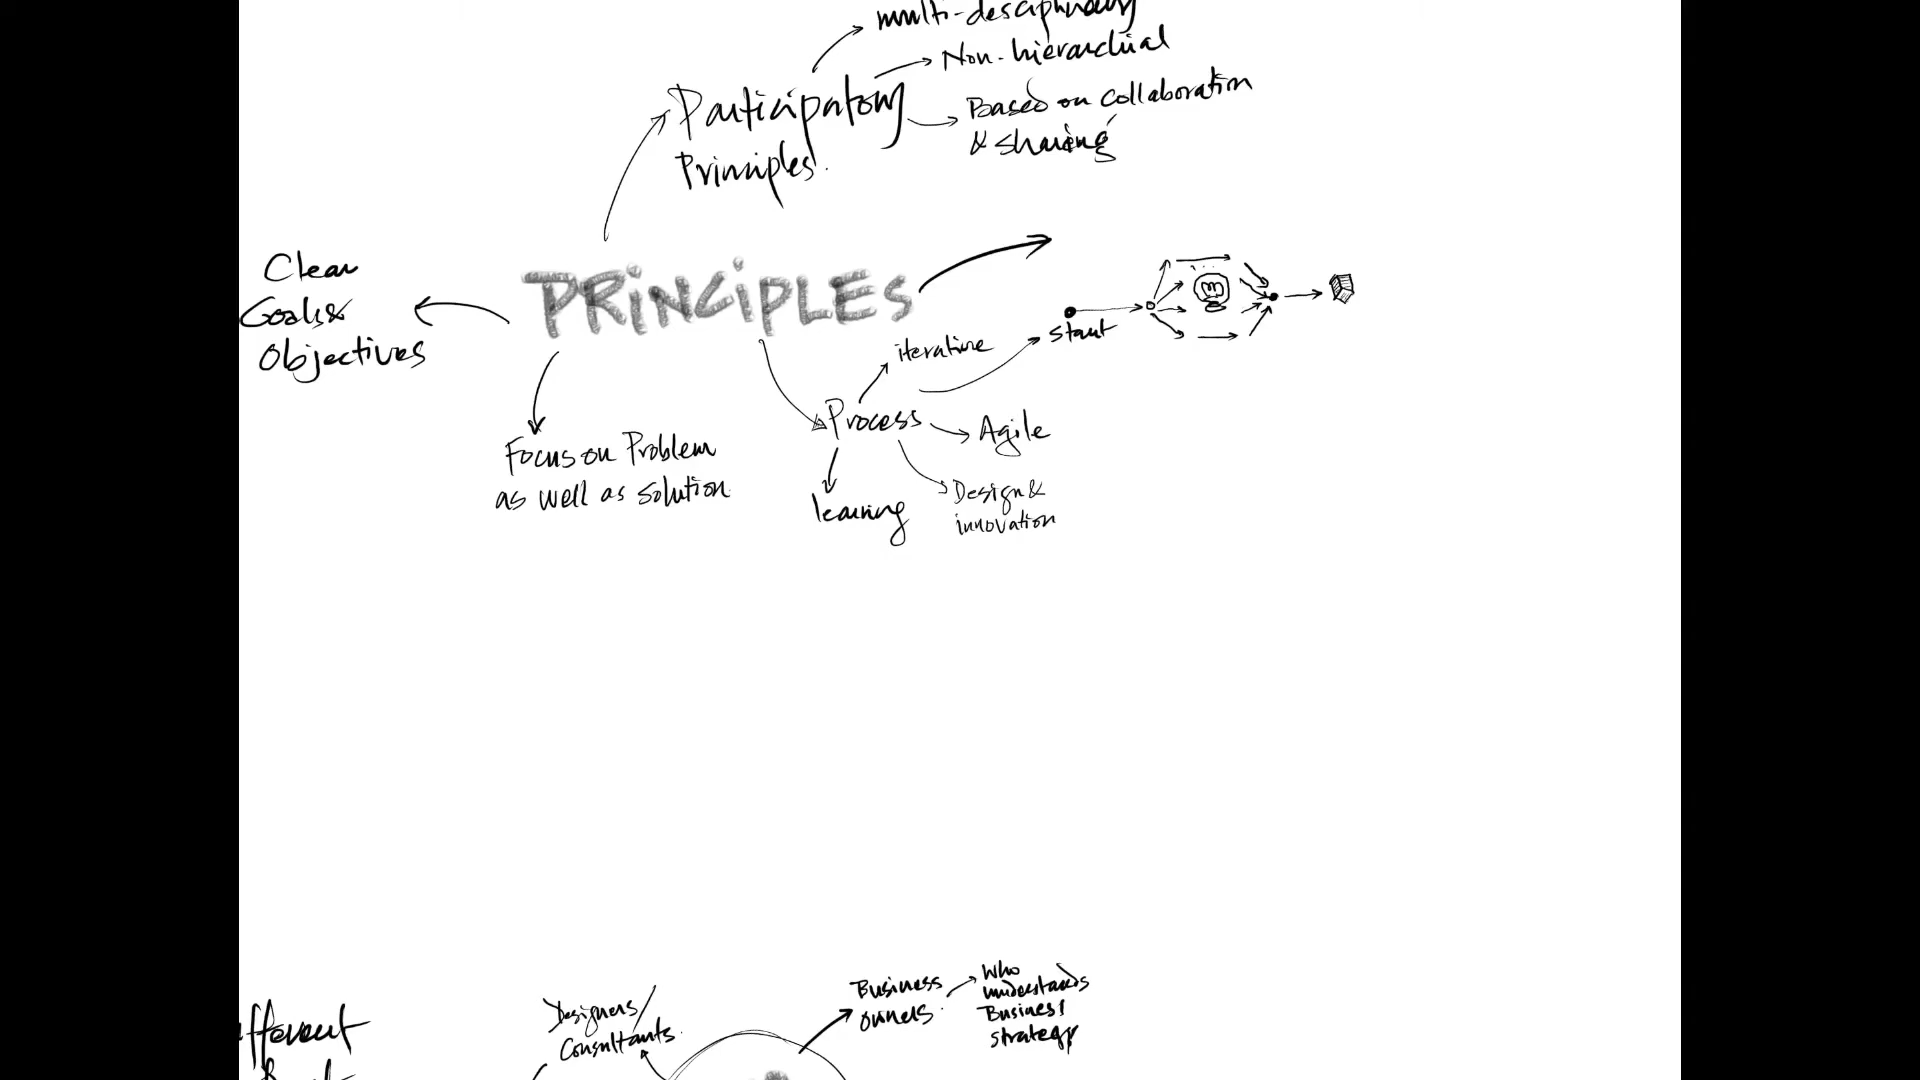 multi-desciplinary
Non-hierarchial
Participatory
Principles.
Based on collaboration
& sharing
Clear
Goals &
Objectives
PRINCIPLES
start
iterative
Process
Agile
Focus on Problem
as well as solution.
learning
Design &
innovation
Designers/
Consultants.
Business
owners.
Who
understands
Business
strategy